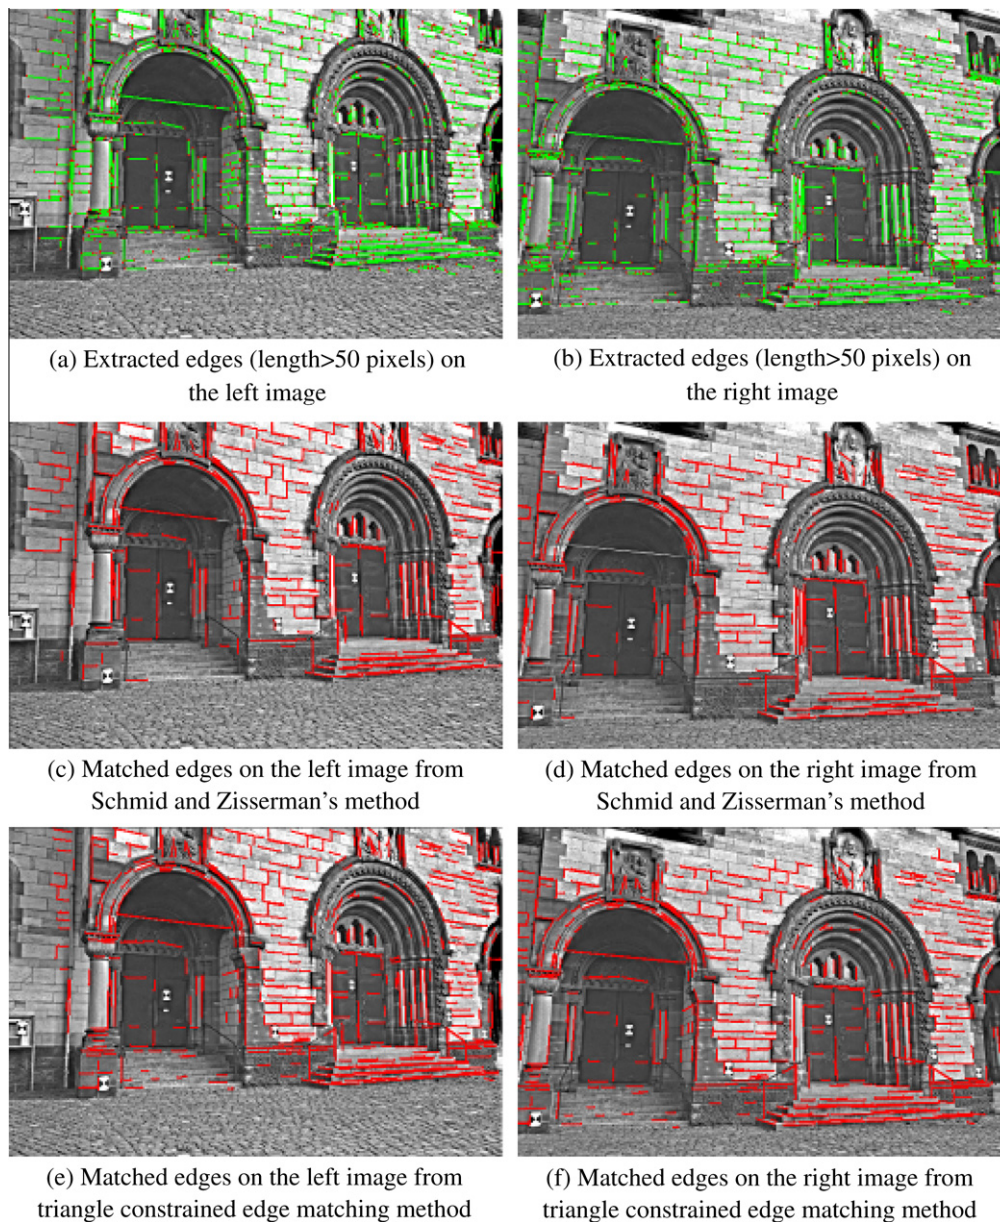 (a) Extracted edges (length>50 pixels) on
the left image
(b) Extracted edges (length>50 pixels) on
the right image
(c) Matched edges on the left image from
Schmid and Zisserman's method
(d) Matched edges on the right image from
Schmid and Zisserman's method
(e) Matched edges on the left image from
triangle constrained edge matching method
(f) Matched edges on the right image from
triangle constrained edge matching method